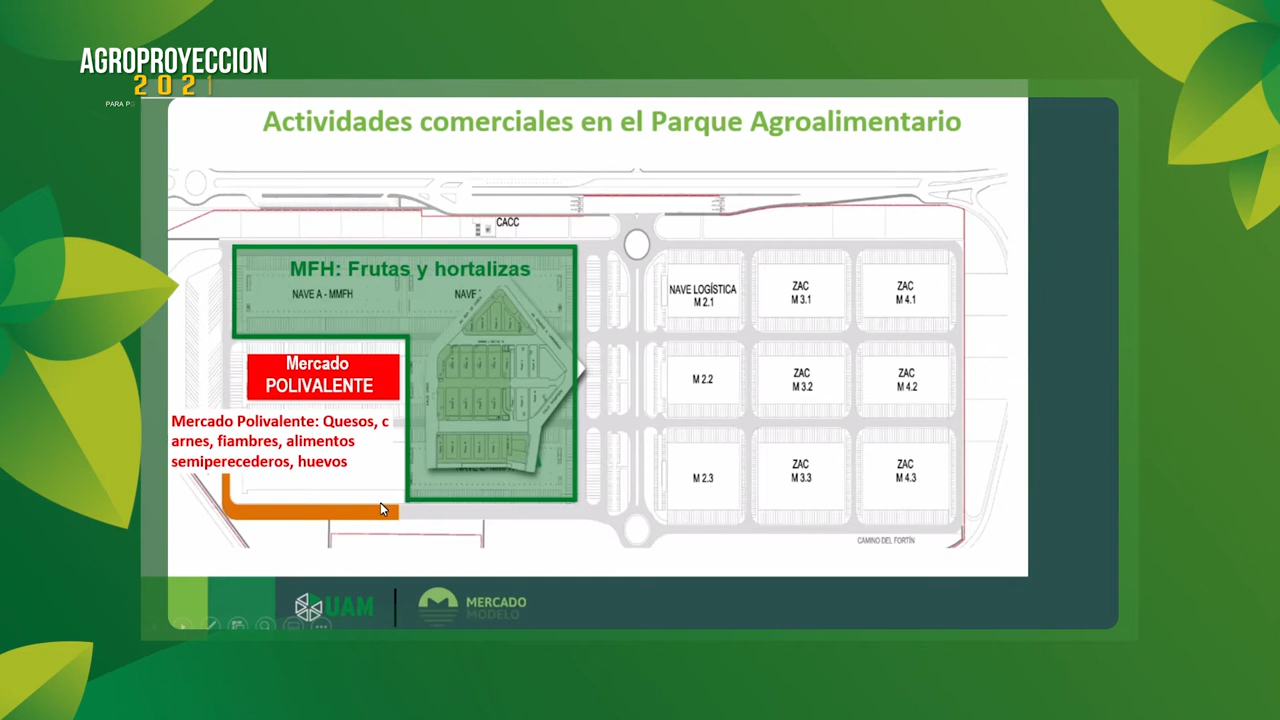 AGROPROYECCION
2021
PARA P
Actividades comerciales en el Parque Agroalimentario
CACC
MFH: Frutas y hortalizas
NAVE A - MMFH
NAVE
Mercado
POLIVALENTE
Mercado Polivalente: Quesos, c
arnes, fiambres, alimentos
semiperecederos, huevos
NAVE LOGÍSTICA
M 2.1
ZAC
M 3.1
ZAC
M 4.1
M 2.2
ZAC
M 3.2
ZAC
M 4.2
M 2.3
ZAC
M 3.3
ZAC
M 4.3
CAMINO DEL FORTÍN
UAM
MERCADO
MODELO